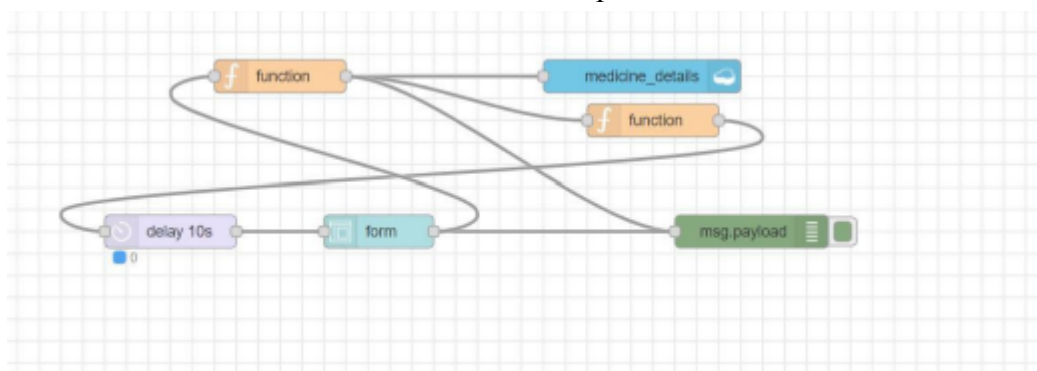 function
medicine_details
function
delay 10s
form
msg.payload
0